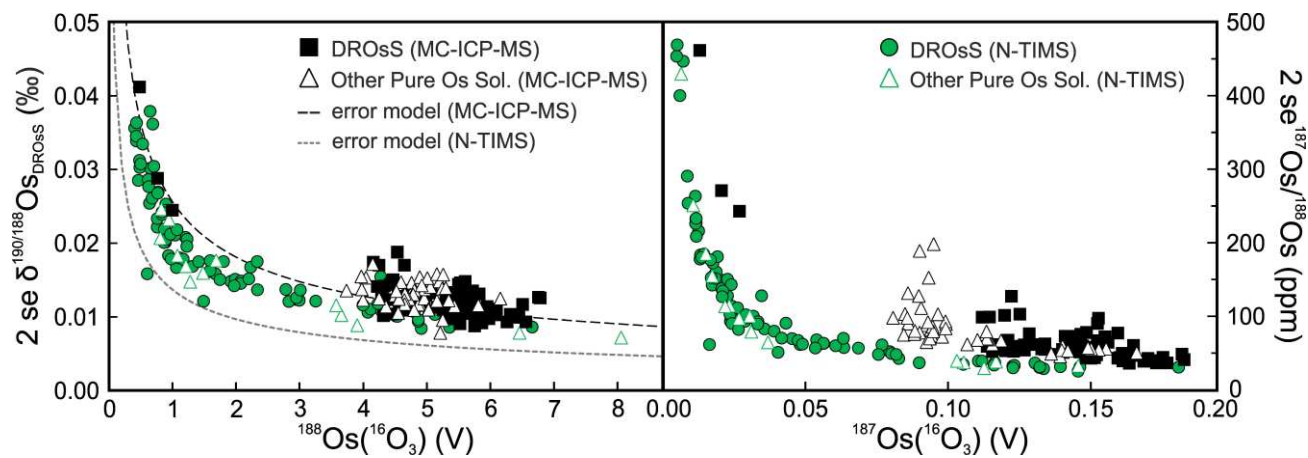 2 se δ¹⁹⁰/¹⁸⁸Os_DROsS (‰)
0.05
0.04
0.03
0.02
0.01
0.00
DROsS (MC-ICP-MS)
Other Pure Os Sol. (MC-ICP-MS)
error model (MC-ICP-MS)
error model (N-TIMS)
0 1 2 3 4 5 6 7 8
¹⁸⁸Os(¹⁶O₃) (V)
DROsS (N-TIMS)
Other Pure Os Sol. (N-TIMS)
0.00 0.05 0.10 0.15 0.20
¹⁸⁷Os(¹⁶O₃) (V)
500
400
300
200
100
0
2 se¹⁸⁷Os/¹⁸⁸Os (ppm)